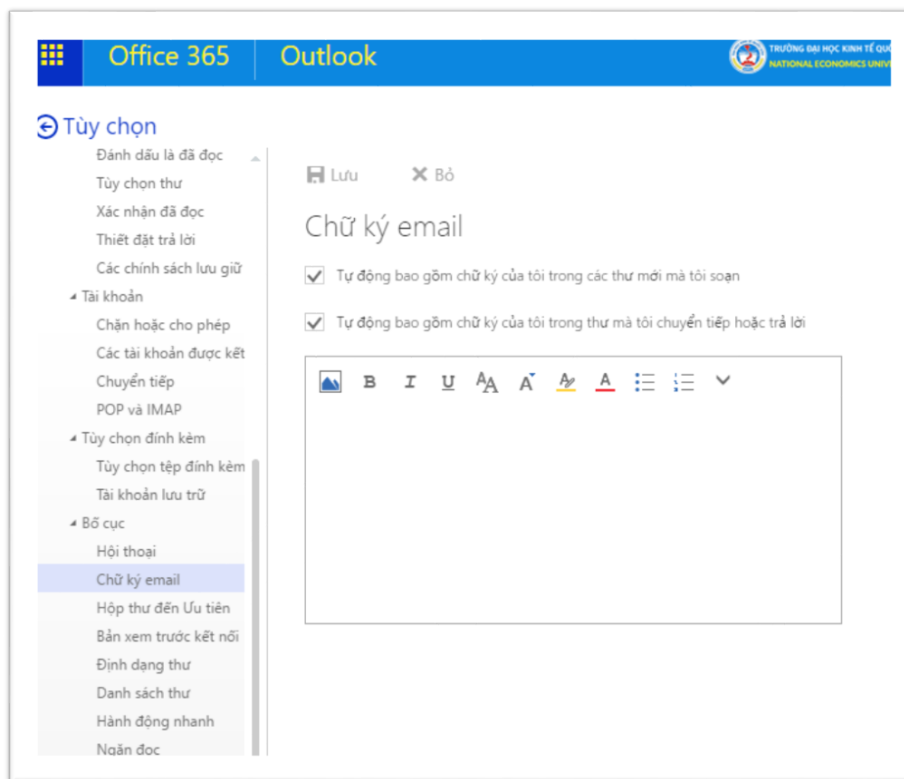 Office 365
Outlook
TRƯỜNG ĐẠI HỌC KINH TẾ
NATIONAL ECONOMICS
Tùy chọn
Đánh dấu là đã đọc
Tùy chọn thư
Xác nhận đã đọc
Thiết đặt trả lời
Các chính sách lưu giữ
Tài khoản
Chặn hoặc cho phép
Các tài khoản được kết
Chuyển tiếp
POP và IMAP
Tùy chọn đính kèm
Tùy chọn tệp đính kèm
Tài khoản lưu trữ
Bố cục
Hội thoại
Chữ ký email
Hộp thư đến Ưu tiên
Bản xem trước kết nối
Định dạng thư
Danh sách thư
Hành động nhanh
Ngăn đọc
Lưu
Bỏ
Chữ ký email
Tự động bao gồm chữ ký của tôi trong các thư mới mà tôi soạn
Tự động bao gồm chữ ký của tôi trong thư mà tôi chuyển tiếp hoặc trả lời
B I U AA A A A